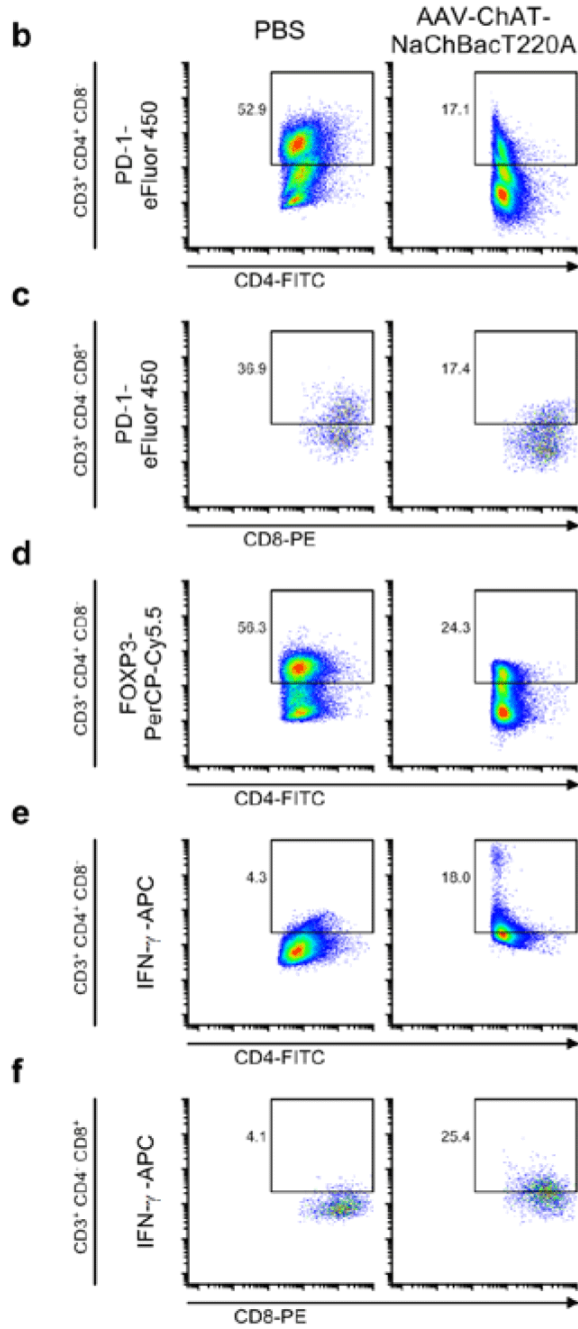 b
PBS
AAV-ChAT-
NaChBacT220A
CD3⁺ CD4⁺ CD8⁻
PD-1-
eFluor 450
52.9
17.1
CD4-FITC
c
CD3⁺ CD4⁻ CD8⁺
PD-1-
eFluor 450
36.9
17.4
CD8-PE
d
CD3⁺ CD4⁺ CD8⁻
FOXP3-
PerCP-Cy5.5
56.3
24.3
CD4-FITC
e
CD3⁺ CD4⁺ CD8⁻
IFN-γ -APC
4.3
18.0
CD4-FITC
f
CD3⁺ CD4⁻ CD8⁺
IFN-γ -APC
4.1
25.4
CD8-PE